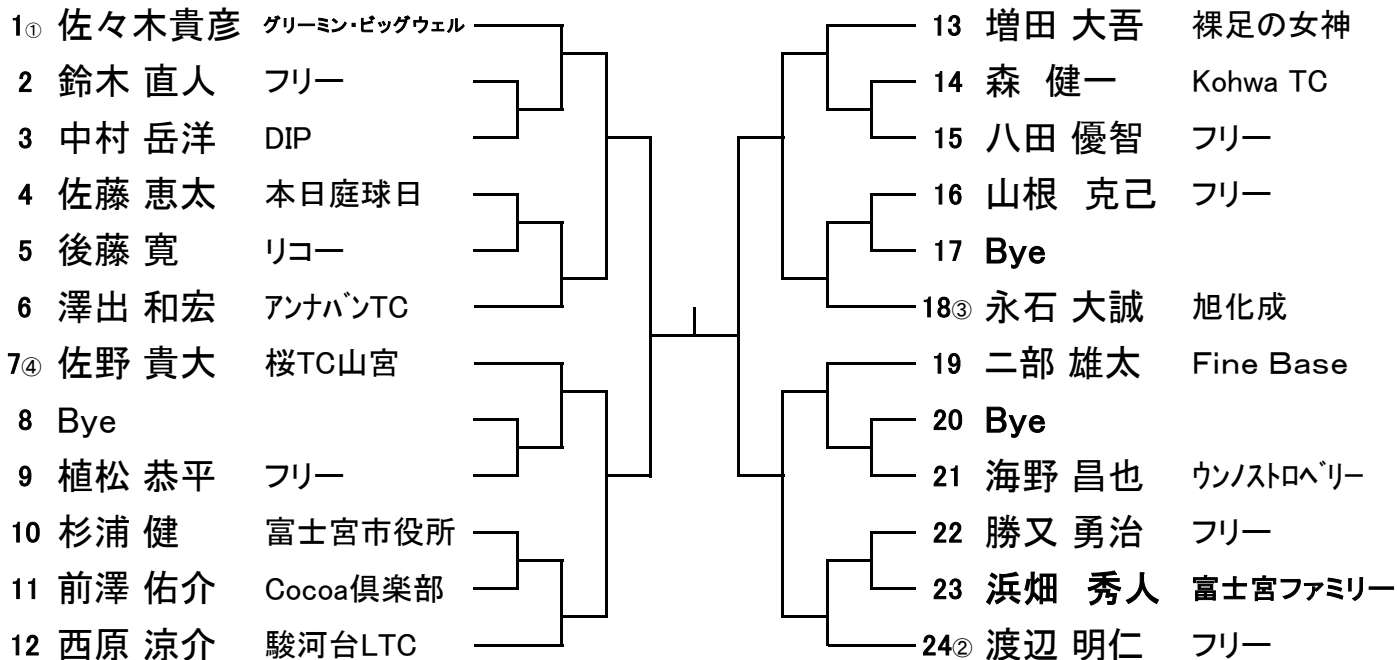 1① 佐々木貴彦 グリーミン・ビッグウェル
2 鈴木 直人 フリー
3 中村 岳洋 DIP
4 佐藤 恵太 本日庭球日
5 後藤 寛 リコー
6 澤出 和宏 アンナバンTC
7④ 佐野 貴大 桜TC山宮
8 Bye
9 植松 恭平 フリー
10 杉浦 健 富士宮市役所
11 前澤 佑介 Cocoa倶楽部
12 西原 涼介 駿河台LTC
13 増田 大吾 裸足の女神
14 森 健一 Kohwa TC
15 八田 優智 フリー
16 山根 克己 フリー
17 Bye
18③ 永石 大誠 旭化成
19 二部 雄太 Fine Base
20 Bye
21 海野 昌也 ウンノストロベリー
22 勝又 勇治 フリー
23 浜畑 秀人 富士宮ファミリー
24② 渡辺 明仁 フリー